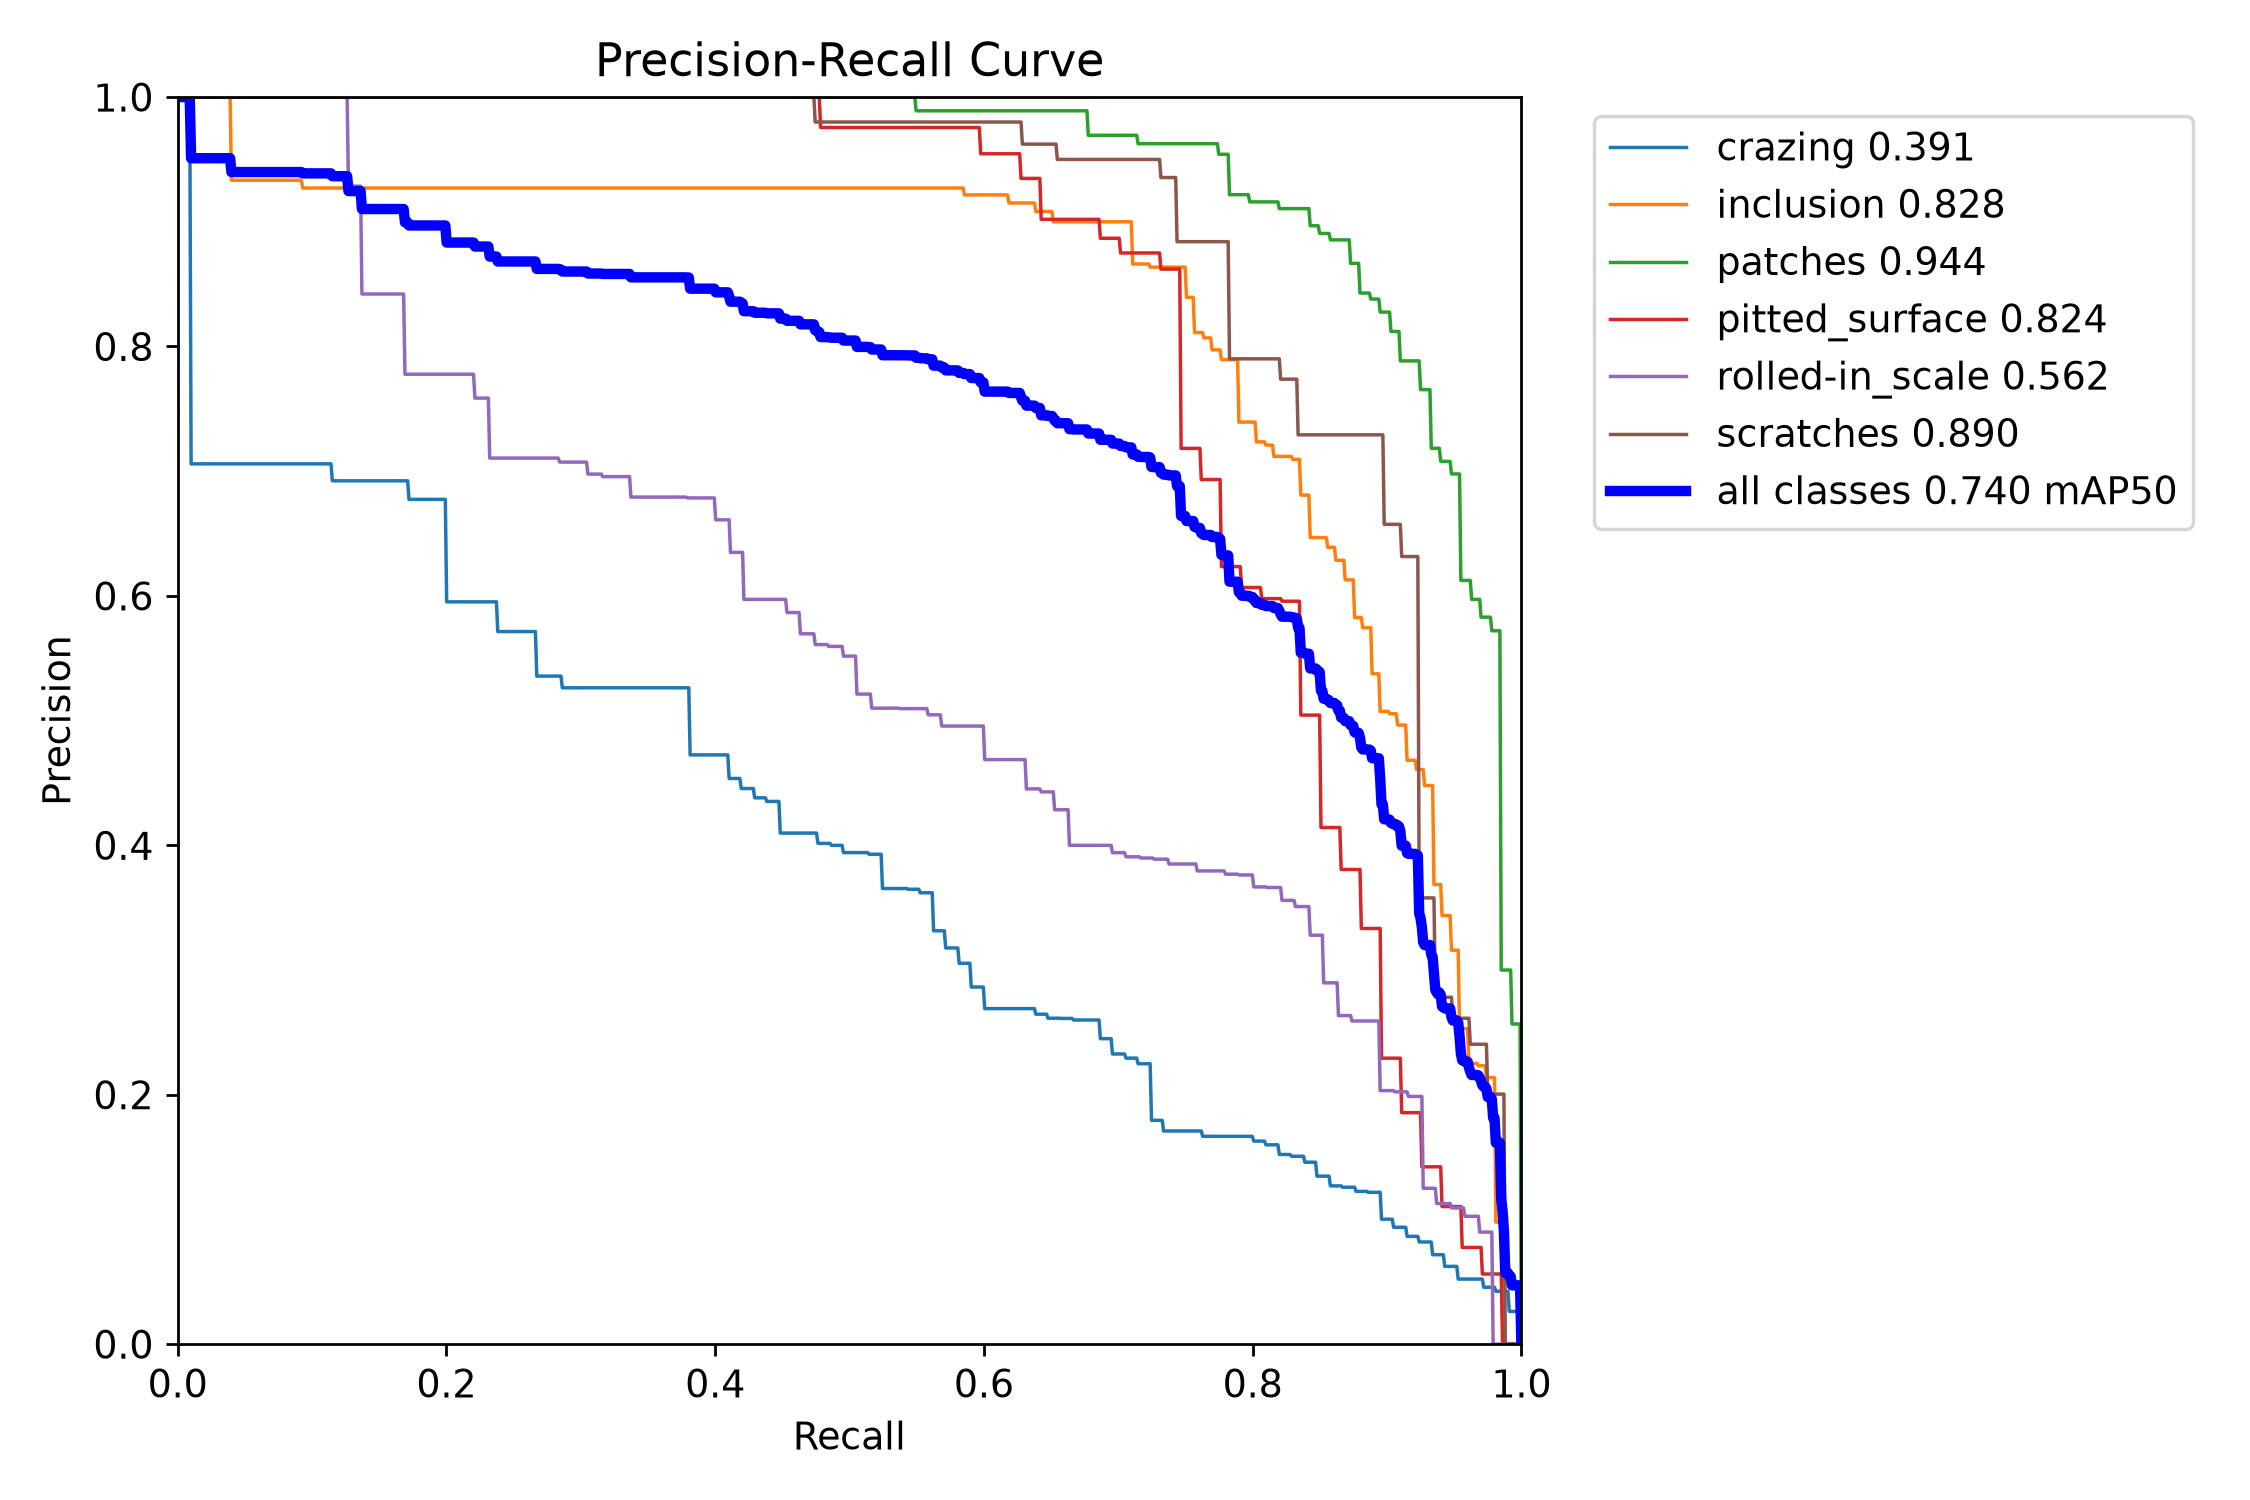 Precision-Recall Curve
1.0
0.8
0.6
0.4
0.2
0.0
Precision
0.0 0.2 0.4 0.6 0.8 1.0
Recall
crazing 0.391
inclusion 0.828
patches 0.944
pitted_surface 0.824
rolled-in_scale 0.562
scratches 0.890
all classes 0.740 mAP50